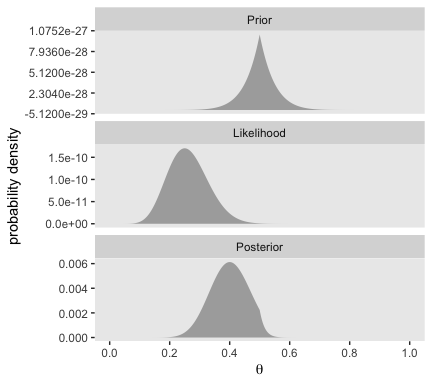 Prior
1.0752e-27
7.9360e-28
5.1200e-28
2.3040e-28
-5.1200e-29
Likelihood
1.5e-10
1.0e-10
5.0e-11
0.0e+00
probability density
Posterior
0.006
0.004
0.002
0.000
0.0 0.2 0.4 0.6 0.8 1.0
θ